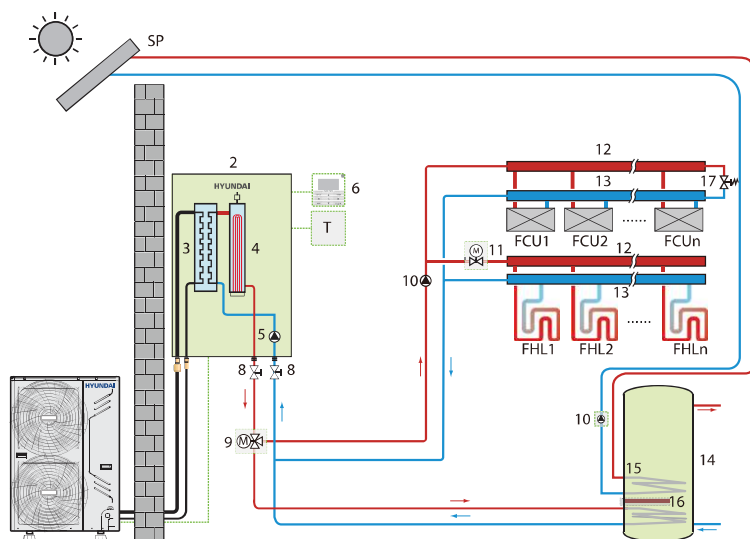 SP
2
HYUNDAI
6
T
3
4
5
8
8
9
M
HYUNDAI
12
13
17
FCU1
FCU2
......
FCUn
M
11
12
10
13
FHL1
FHL2
......
FHLn
10
15
14
16